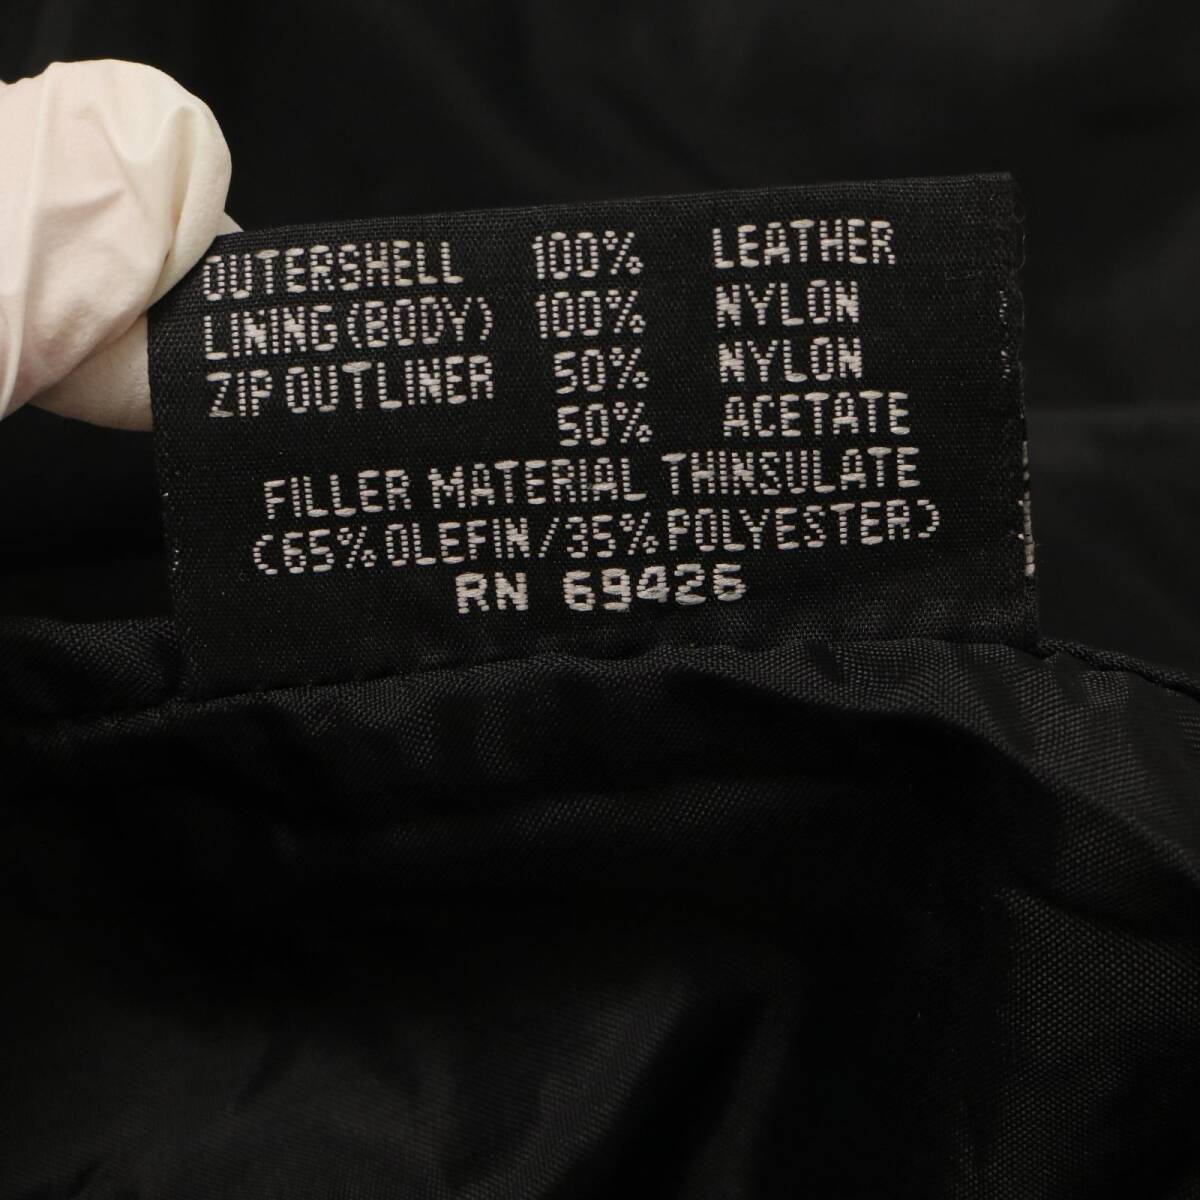 OUTERSHELL 100% LEATHER
LINING (BODY) 100% NYLON
ZIP OUTLINER 50% NYLON
50% ACETATE
FILLER MATERIAL THINSULATE
(65% OLEFIN/35% POLYESTER)
RN 69426